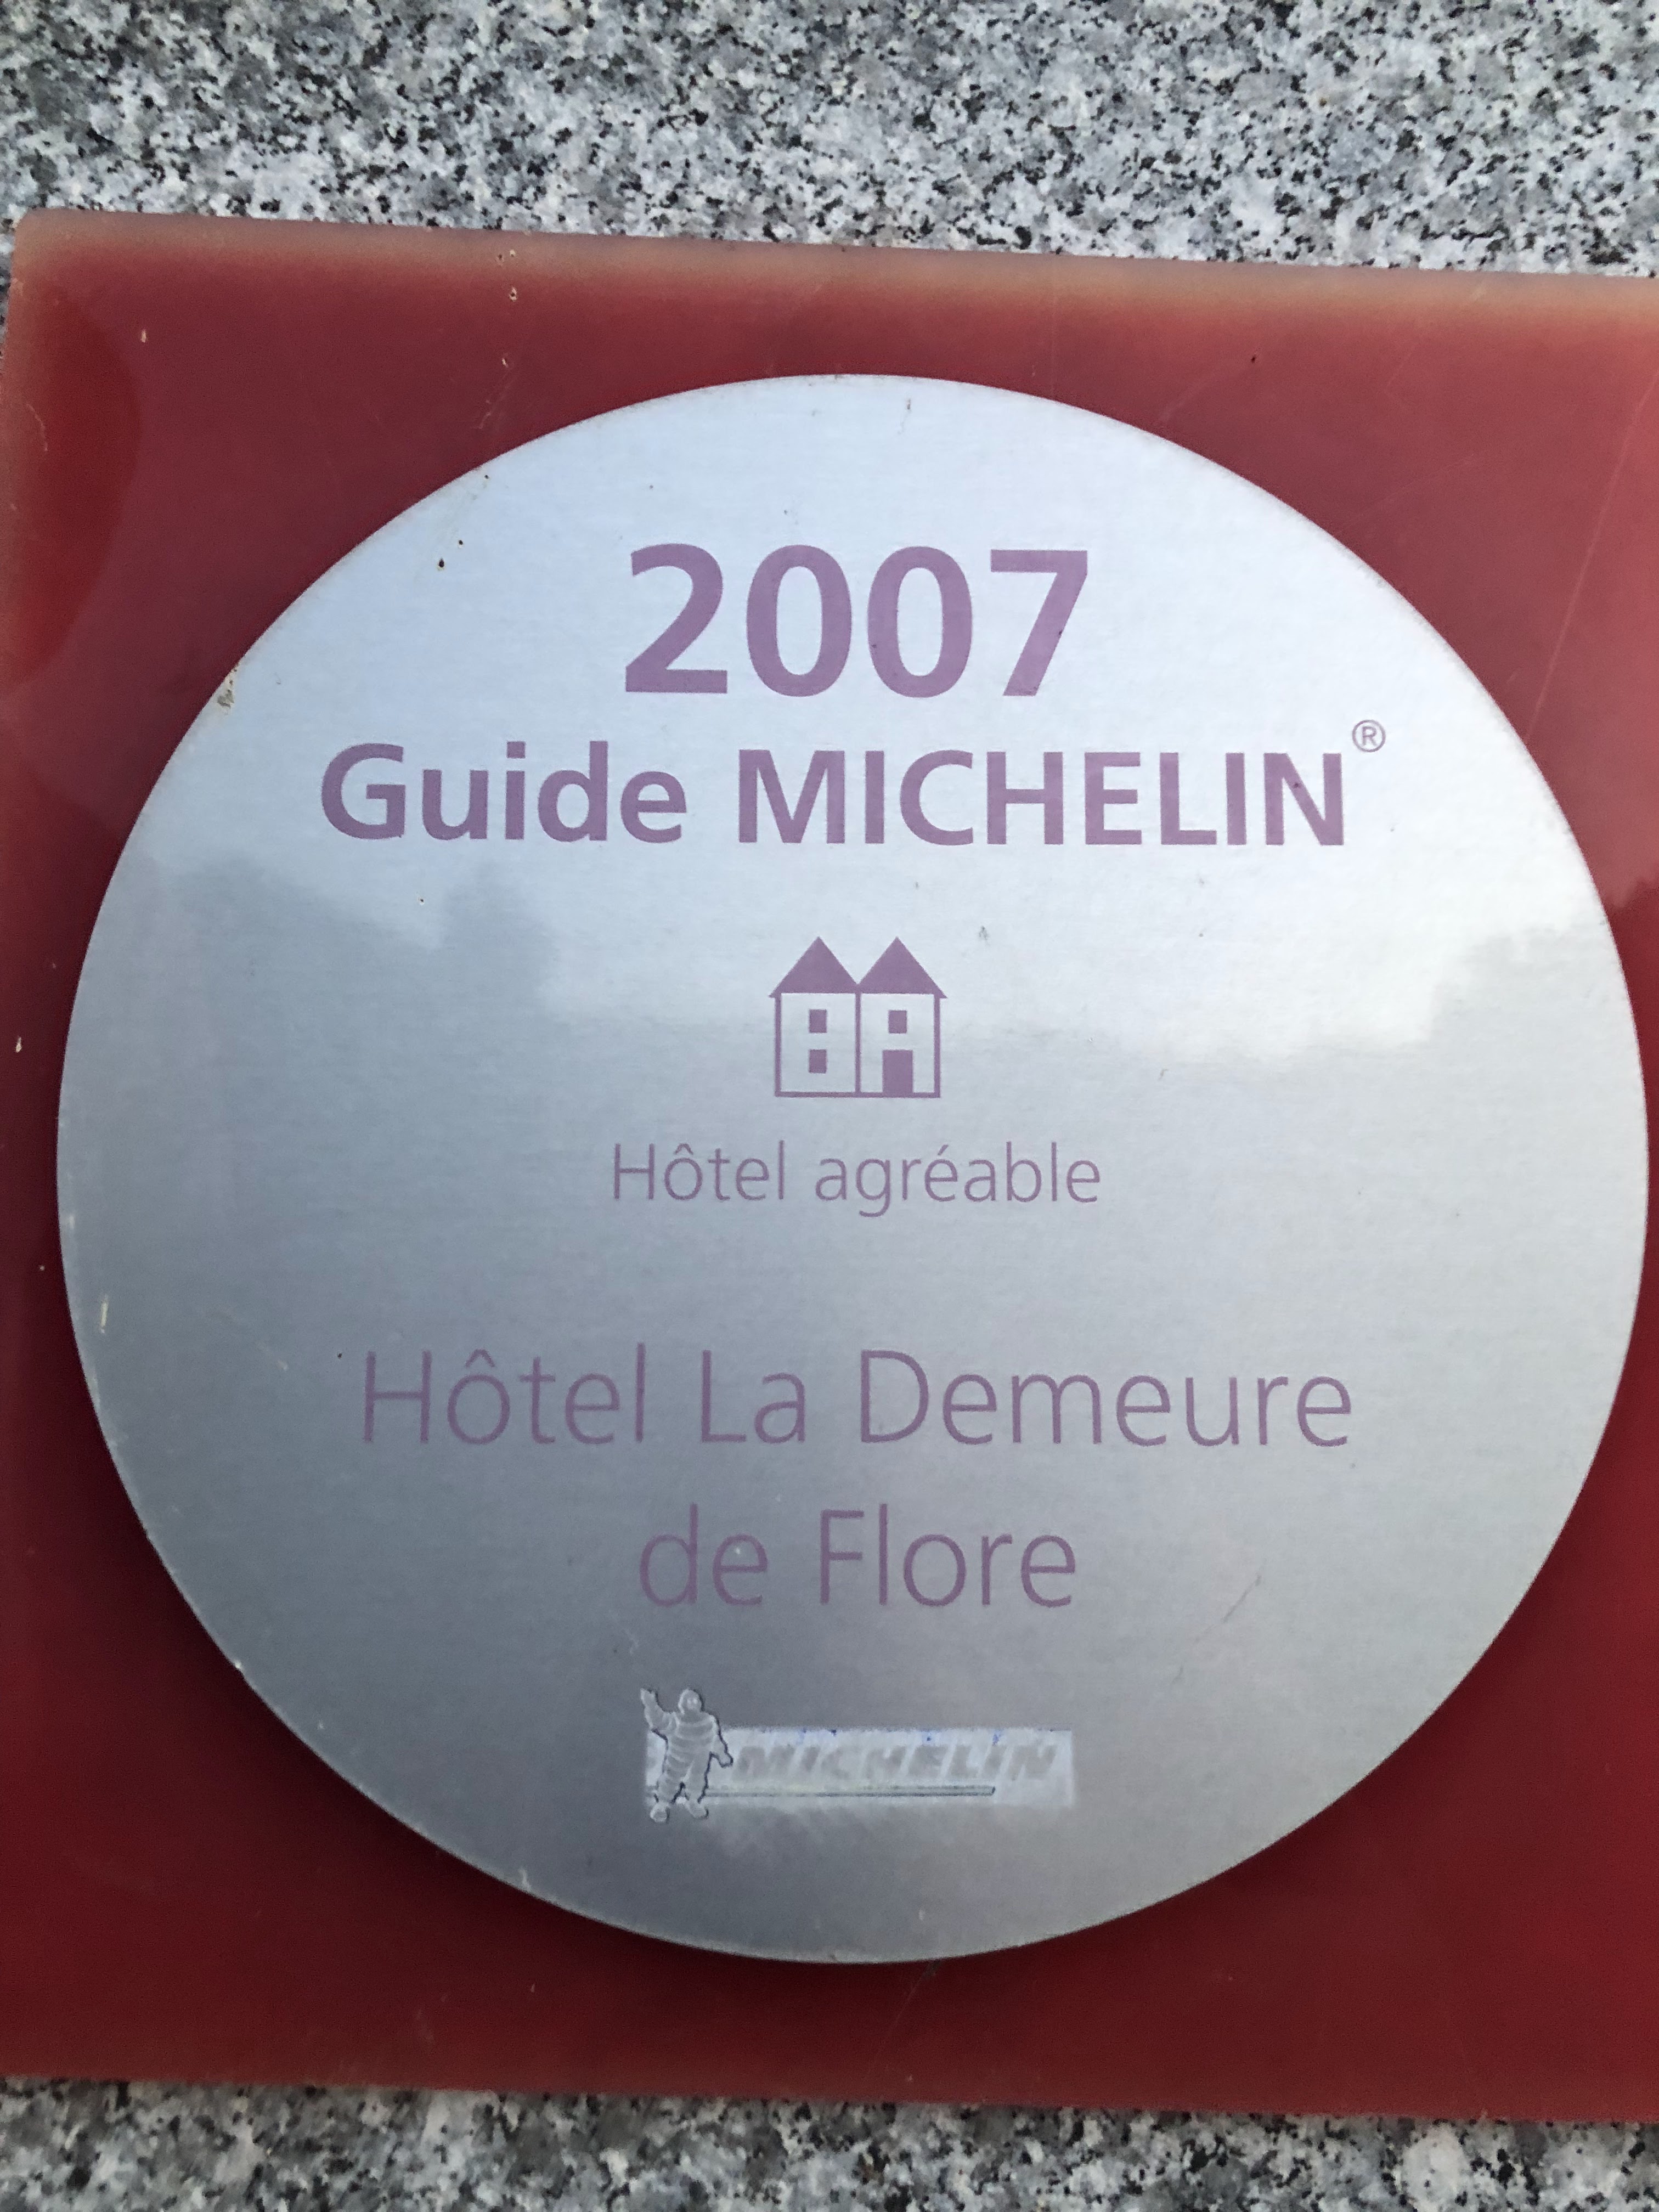 2007
Guide MICHELIN®
Hôtel agréable
Hôtel La Demeure
de Flore
MICHELIN